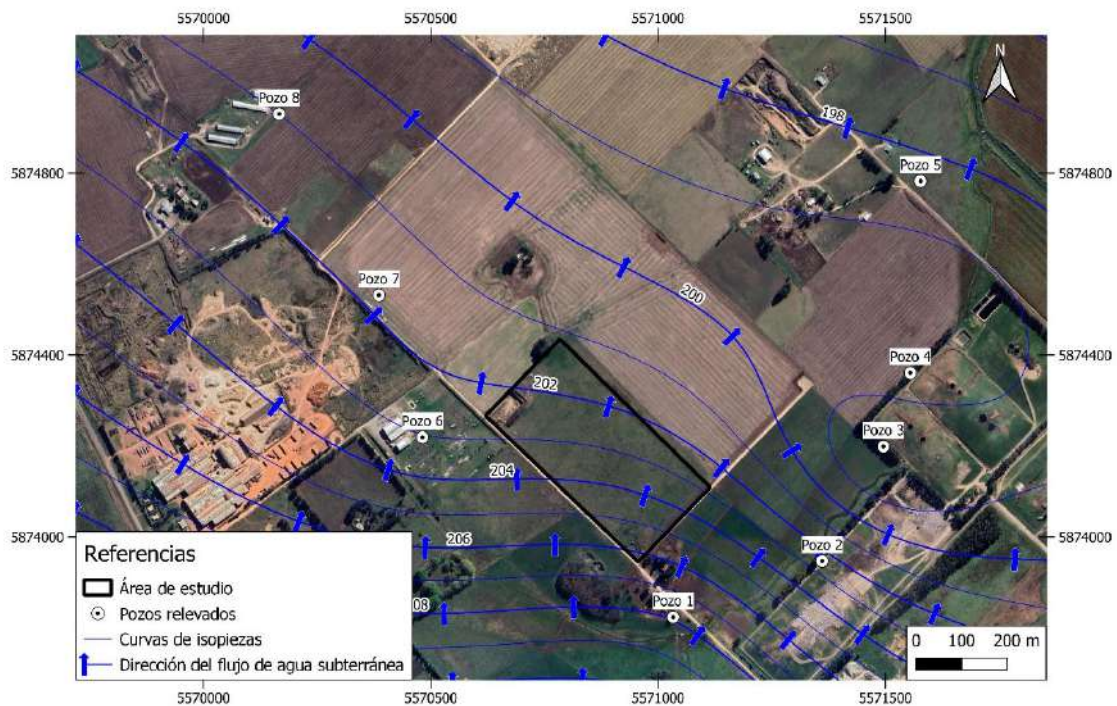 5570000 5570500 5571000 5571500
N
Pozo 8
198
Pozo 5
5874800 5874800
Pozo 7
200
5874400 5874400
Pozo 4
202
Pozo 6
Pozo 3
204
5874000 5874000
206
Pozo 2
08
Pozo 1
Referencias
Área de estudio
Pozos relevados
Curvas de isopiezas
Dirección del flujo de agua subterránea
0 100 200 m
5570000 5570500 5571000 5571500